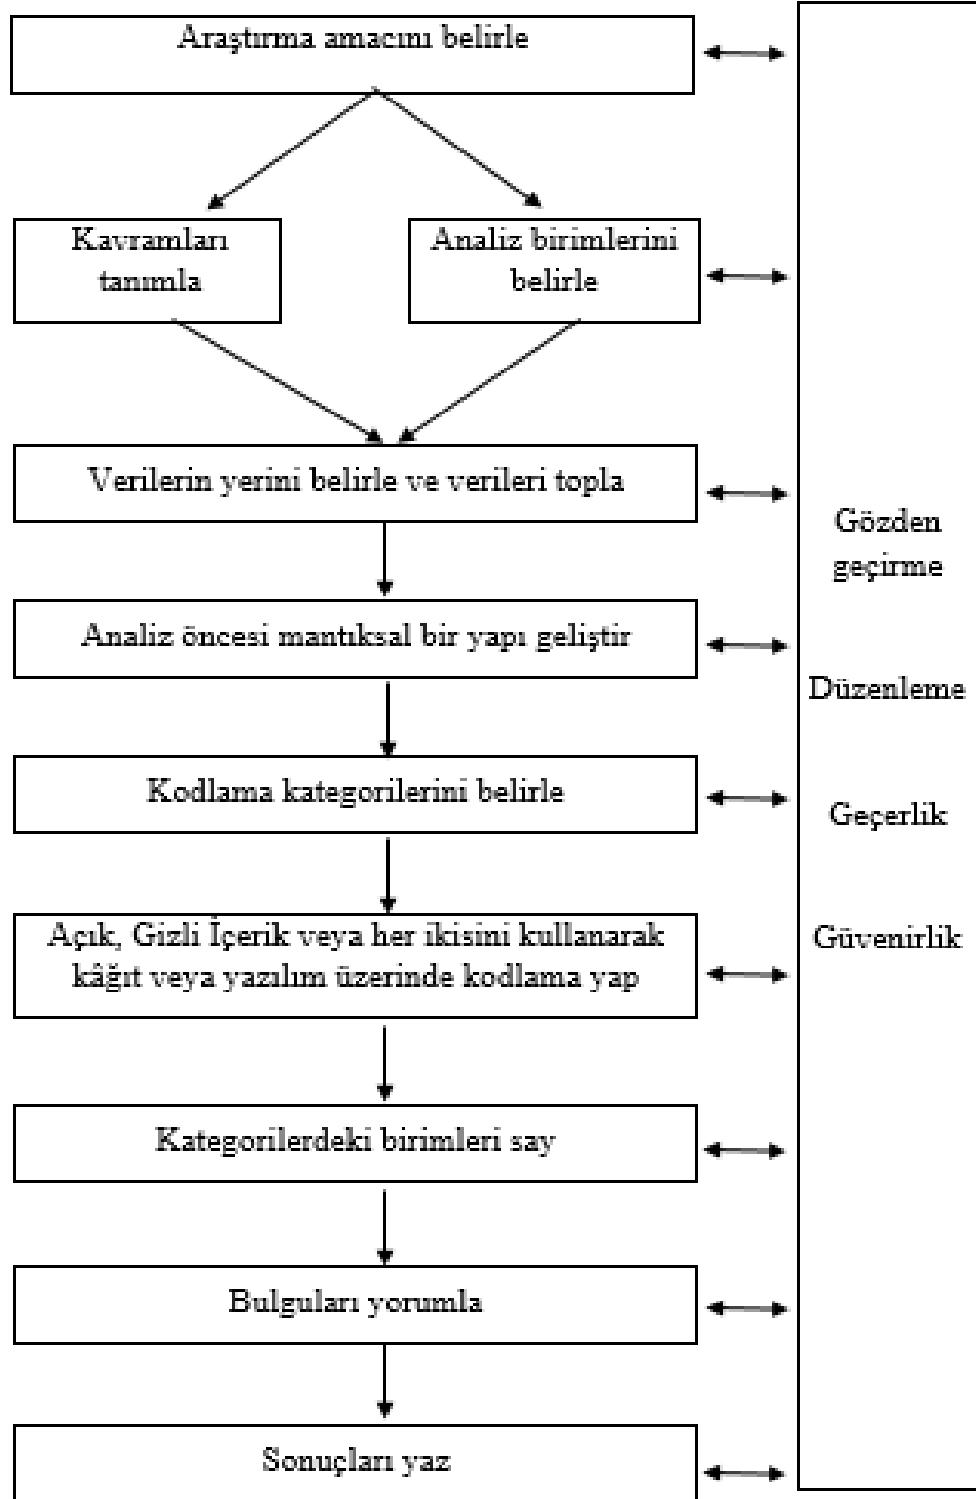 Araştırma amacını belirle
Kavramları
tanımla
Analiz birimlerini
belirle
Verilerin yerini belirle ve verileri topla
Analiz öncesi mantıksal bir yapı geliştir
Kodlama kategorilerini belirle
Açık, Gizli İçerik veya her ikisini kullanarak
kâğıt veya yazılım üzerinde kodlama yap
Kategorilerdeki birimleri say
Bulguları yorumla
Sonuçları yaz
Gözden
geçirme
Düzenleme
Geçerlik
Güvenirlik